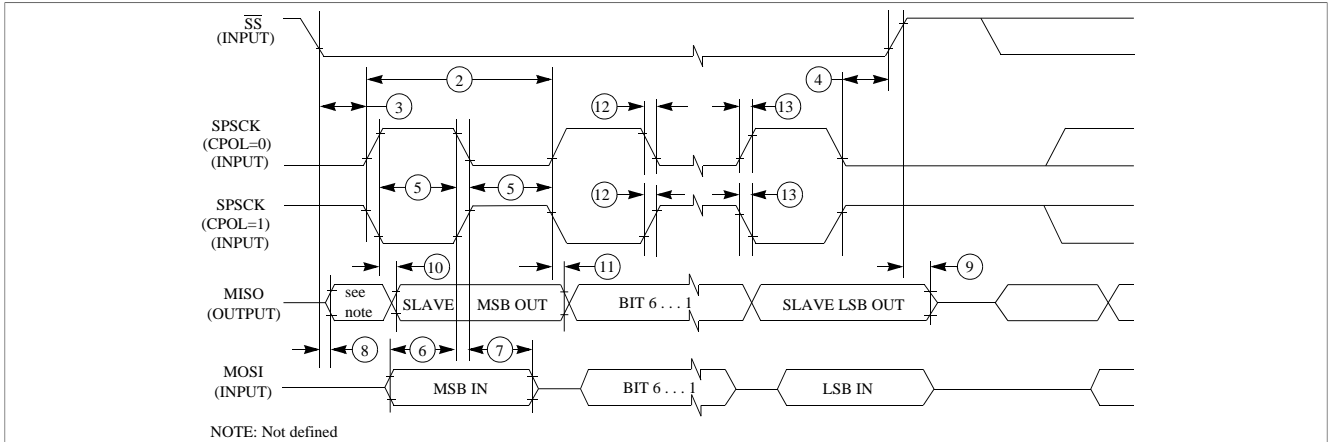 SS
(INPUT)
2
4
3
12
13
SPSCK
(CPOL=0)
(INPUT)
5
5
12
13
SPSCK
(CPOL=1)
(INPUT)
10
11
9
MISO
(OUTPUT)
see
note
SLAVE
MSB OUT
BIT 6 . . . 1
SLAVE LSB OUT
8
6
7
MOSI
(INPUT)
MSB IN
BIT 6 . . . 1
LSB IN
NOTE: Not defined